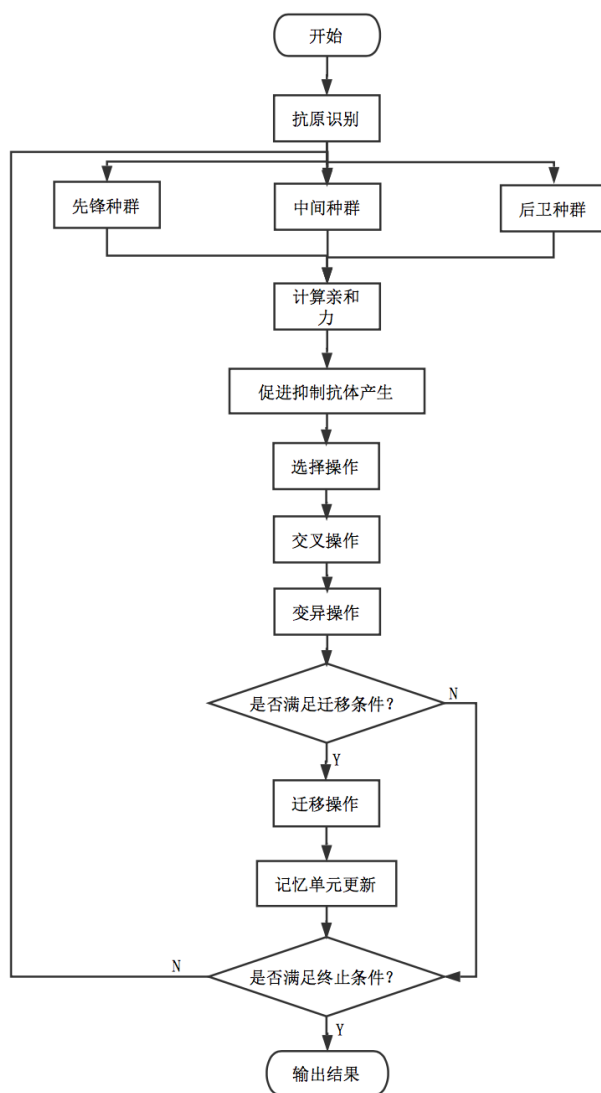 开始
抗原识别
先锋种群
中间种群
后卫种群
计算亲和
力
促进抑制抗体产生
选择操作
交叉操作
变异操作
是否满足迁移条件？
N
Y
迁移操作
记忆单元更新
N
是否满足终止条件？
Y
输出结果